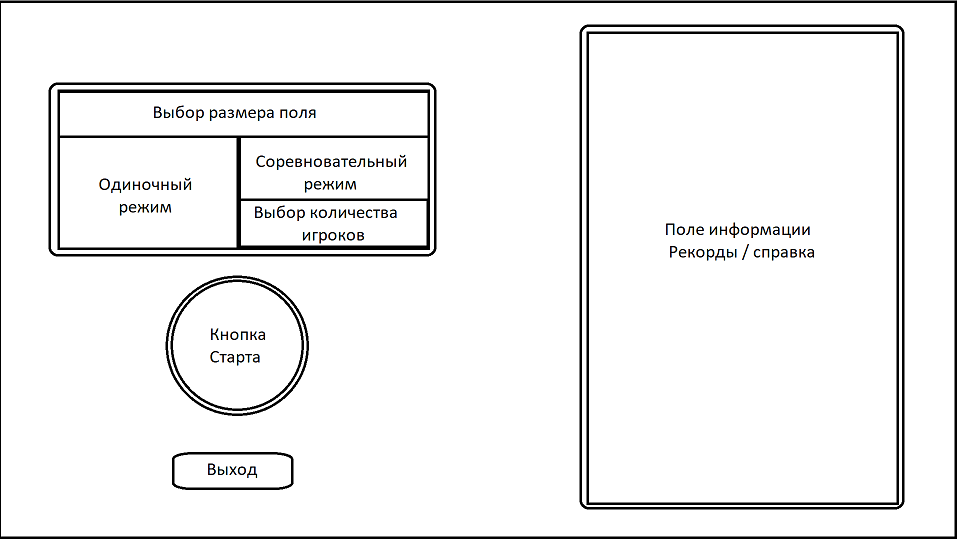 Выбор размера поля
Одиночный
режим
Соревновательный
режим
Выбор количества
игроков
Кнопка
Старта
Выход
Поле информации
Рекорды / справка